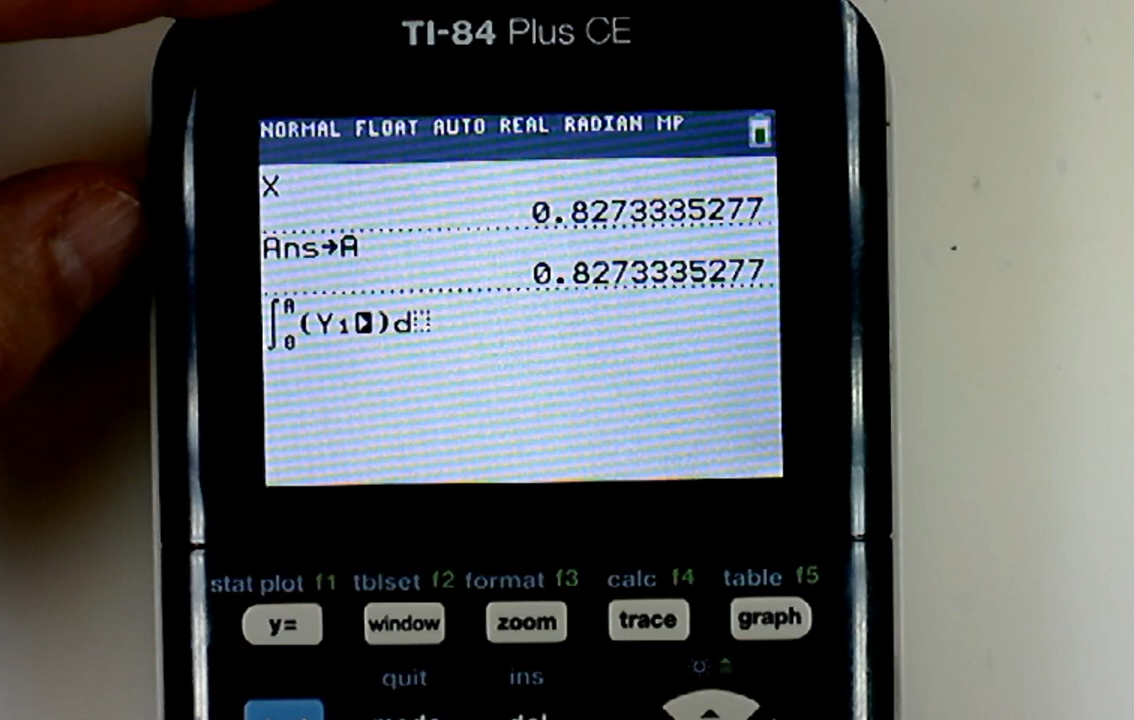 TI-84 Plus CE
NORMAL FLOAT AUTO REAL RADIAN MP
X
0.8273335277
Ans→A
0.8273335277
∫
A
0
(Y₁)d
stat plot f1 tblset f2 format f3 calc f4 table f5
y= window zoom trace graph
quit ins